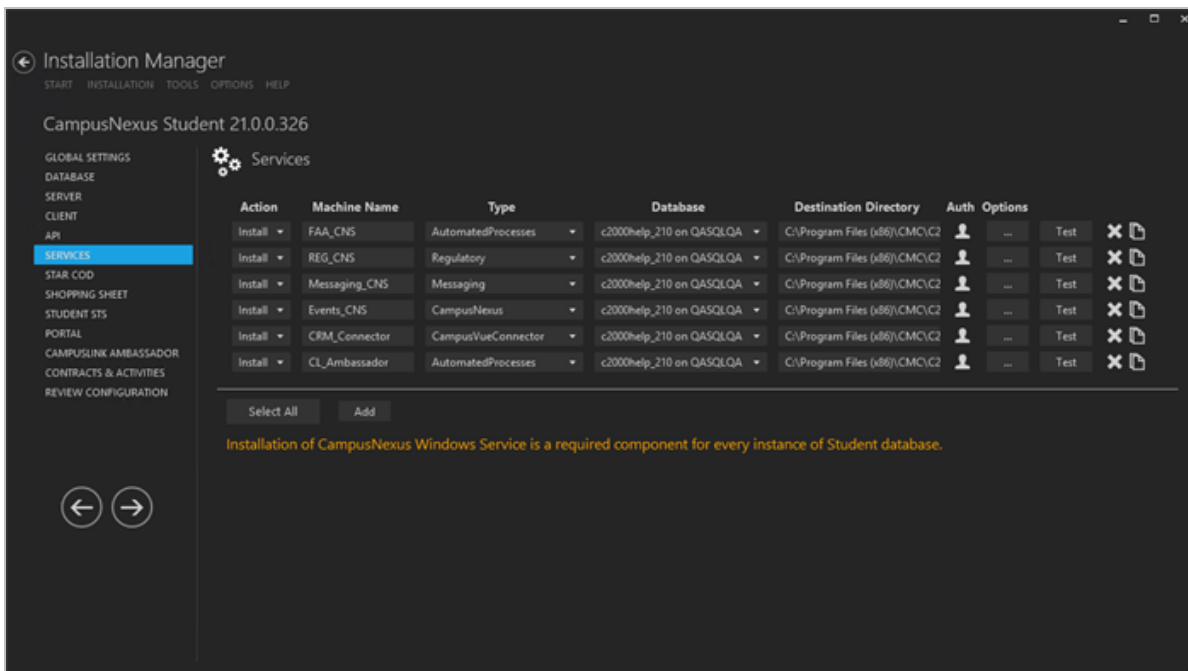 Installation Manager
START INSTALLATION TOOLS OPTIONS HELP
CampusNexus Student 21.0.0.326
GLOBAL SETTINGS
DATABASE
SERVER
CLIENT
API
SERVICES
STAR COD
SHOPPING SHEET
STUDENT STS
PORTAL
CAMPUSLINK AMBASSADOR
CONTRACTS & ACTIVITIES
REVIEW CONFIGURATION
Services
Action Machine Name Type Database Destination Directory Auth Options
Install FAA_CNS AutomatedProcesses c2000help_210 on QASQLQA C:\Program Files (x86)\CMC\C2 ... Test
Install REG_CNS Regulatory c2000help_210 on QASQLQA C:\Program Files (x86)\CMC\C2 ... Test
Install Messaging_CNS Messaging c2000help_210 on QASQLQA C:\Program Files (x86)\CMC\C2 ... Test
Install Events_CNS CampusNexus c2000help_210 on QASQLQA C:\Program Files (x86)\CMC\C2 ... Test
Install CRM_Connector CampusVueConnector c2000help_210 on QASQLQA C:\Program Files (x86)\CMC\C2 ... Test
Install CL_Ambassador AutomatedProcesses c2000help_210 on QASQLQA C:\Program Files (x86)\CMC\C2 ... Test
Select All Add
Installation of CampusNexus Windows Service is a required component for every instance of Student database.